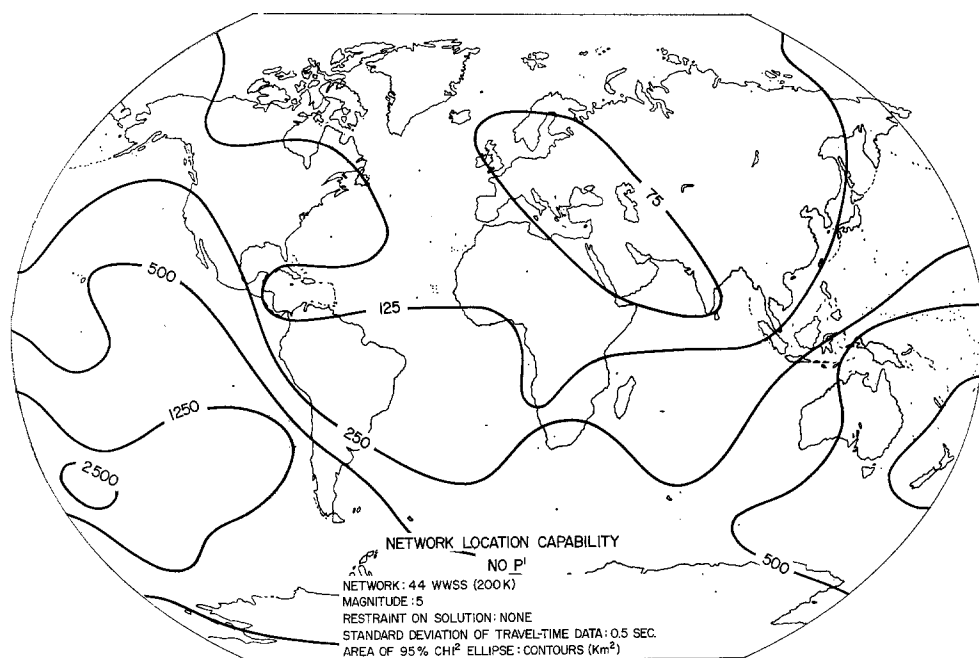 75
500
125
1250
250
2500
500
NETWORK LOCATION CAPABILITY
NO P'
NETWORK: 44 WWSS (200K)
MAGNITUDE: 5
RESTRAINT ON SOLUTION: NONE
STANDARD DEVIATION OF TRAVEL-TIME DATA: 0.5 SEC.
AREA OF 95% CHI² ELLIPSE: CONTOURS (Km²)